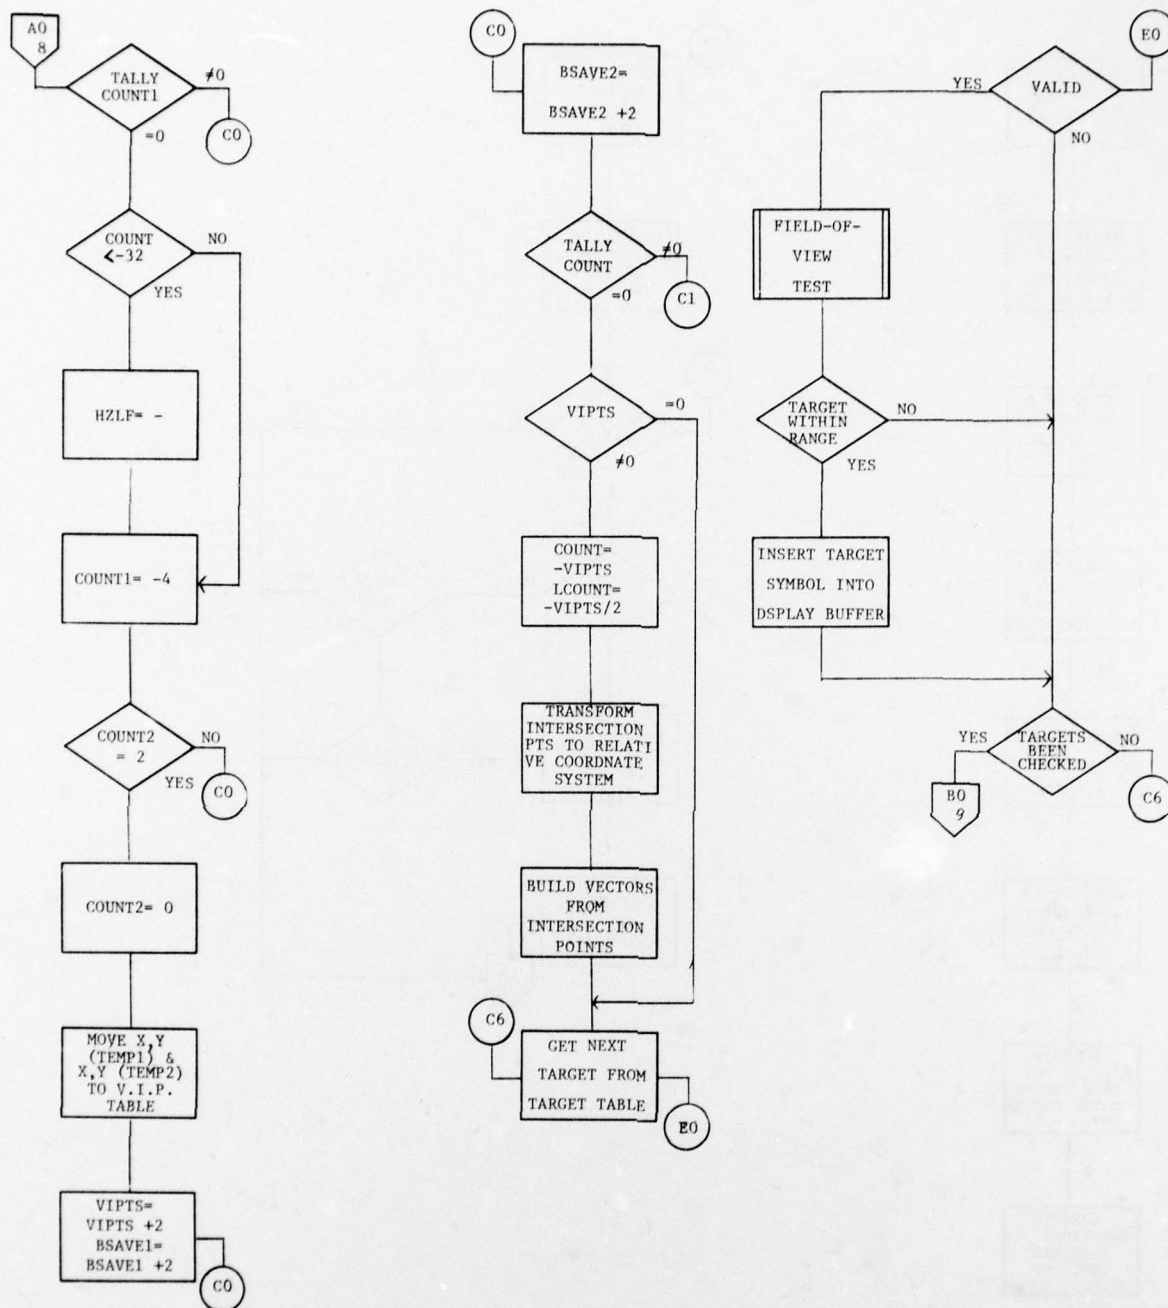 A0
8
TALLY
COUNT1
≠0
C0
=0
COUNT
<-32
NO
YES
HZLF= -
COUNT1= -4
COUNT2
= 2
NO
YES
C0
COUNT2= 0
MOVE X,Y
(TEMP1) &
X,Y (TEMP2)
TO V.I.P.
TABLE
VIPTS=
VIPTS +2
BSAVE1=
BSAVE1 +2
C0
C0
BSAVE2=
BSAVE2 +2
TALLY
COUNT
≠0
=0
C1
VIPTS
=0
≠0
COUNT=
-VIPTS
LCOUNT=
-VIPTS/2
TRANSFORM
INTERSECTION
PTS TO RELATI
VE COORDNATE
SYSTEM
BUILD VECTORS
FROM
INTERSECTION
POINTS
C6
GET NEXT
TARGET FROM
TARGET TABLE
E0
E0
YES
VALID
NO
FIELD-OF-
VIEW
TEST
TARGET
WITHIN
RANGE
NO
YES
INSERT TARGET
SYMBOL INTO
DSPLAY BUFFER
YES
TARGETS
BEEN
CHECKED
NO
B0
9
C6